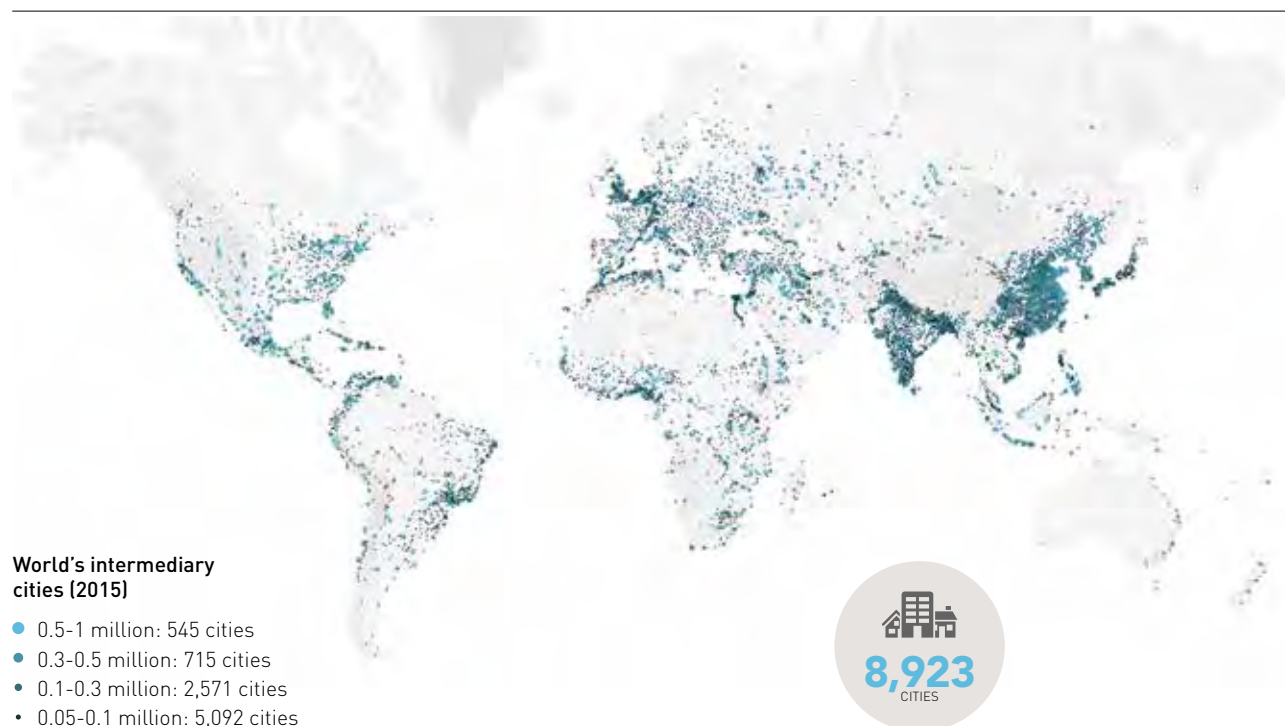 World's intermediary
cities (2015)
0.5-1 million: 545 cities
0.3-0.5 million: 715 cities
0.1-0.3 million: 2,571 cities
0.05-0.1 million: 5,092 cities
8,923
CITIES